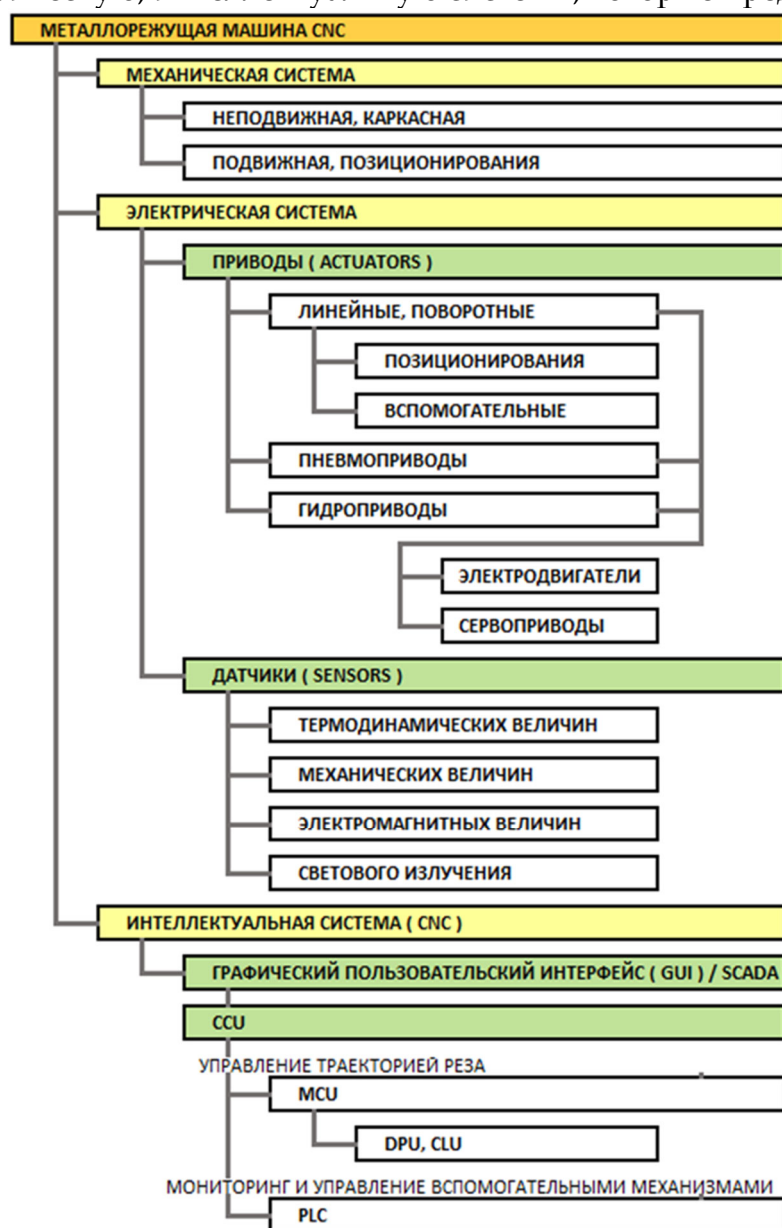 МЕТАЛЛОРЕЖУЩАЯ МАШИНА CNC
МЕХАНИЧЕСКАЯ СИСТЕМА
НЕПОДВИЖНАЯ, КАРКАСНАЯ
ПОДВИЖНАЯ, ПОЗИЦИОНИРОВАНИЯ
ЭЛЕКТРИЧЕСКАЯ СИСТЕМА
ПРИВОДЫ ( ACTUATORS )
ЛИНЕЙНЫЕ, ПОВОРОТНЫЕ
ПОЗИЦИОНИРОВАНИЯ
ВСПОМОГАТЕЛЬНЫЕ
ПНЕВМОПРИВОДЫ
ГИДРОПРИВОДЫ
ЭЛЕКТРОДВИГАТЕЛИ
СЕРВОПРИВОДЫ
ДАТЧИКИ ( SENSORS )
ТЕРМОДИНАМИЧЕСКИХ ВЕЛИЧИН
МЕХАНИЧЕСКИХ ВЕЛИЧИН
ЭЛЕКТРОМАГНИТНЫХ ВЕЛИЧИН
СВЕТОВОГО ИЗЛУЧЕНИЯ
ИНТЕЛЛЕКТУАЛЬНАЯ СИСТЕМА ( CNC )
ГРАФИЧЕСКИЙ ПОЛЬЗОВАТЕЛЬСКИЙ ИНТЕРФЕЙС ( GUI ) / SCADA
CCU
УПРАВЛЕНИЕ ТРАЕКТОРИЕЙ РЕЗА
MCU
DPU, CLU
МОНИТОРИНГ И УПРАВЛЕНИЕ ВСПОМОГАТЕЛЬНЫМИ МЕХАНИЗМАМИ
PLC